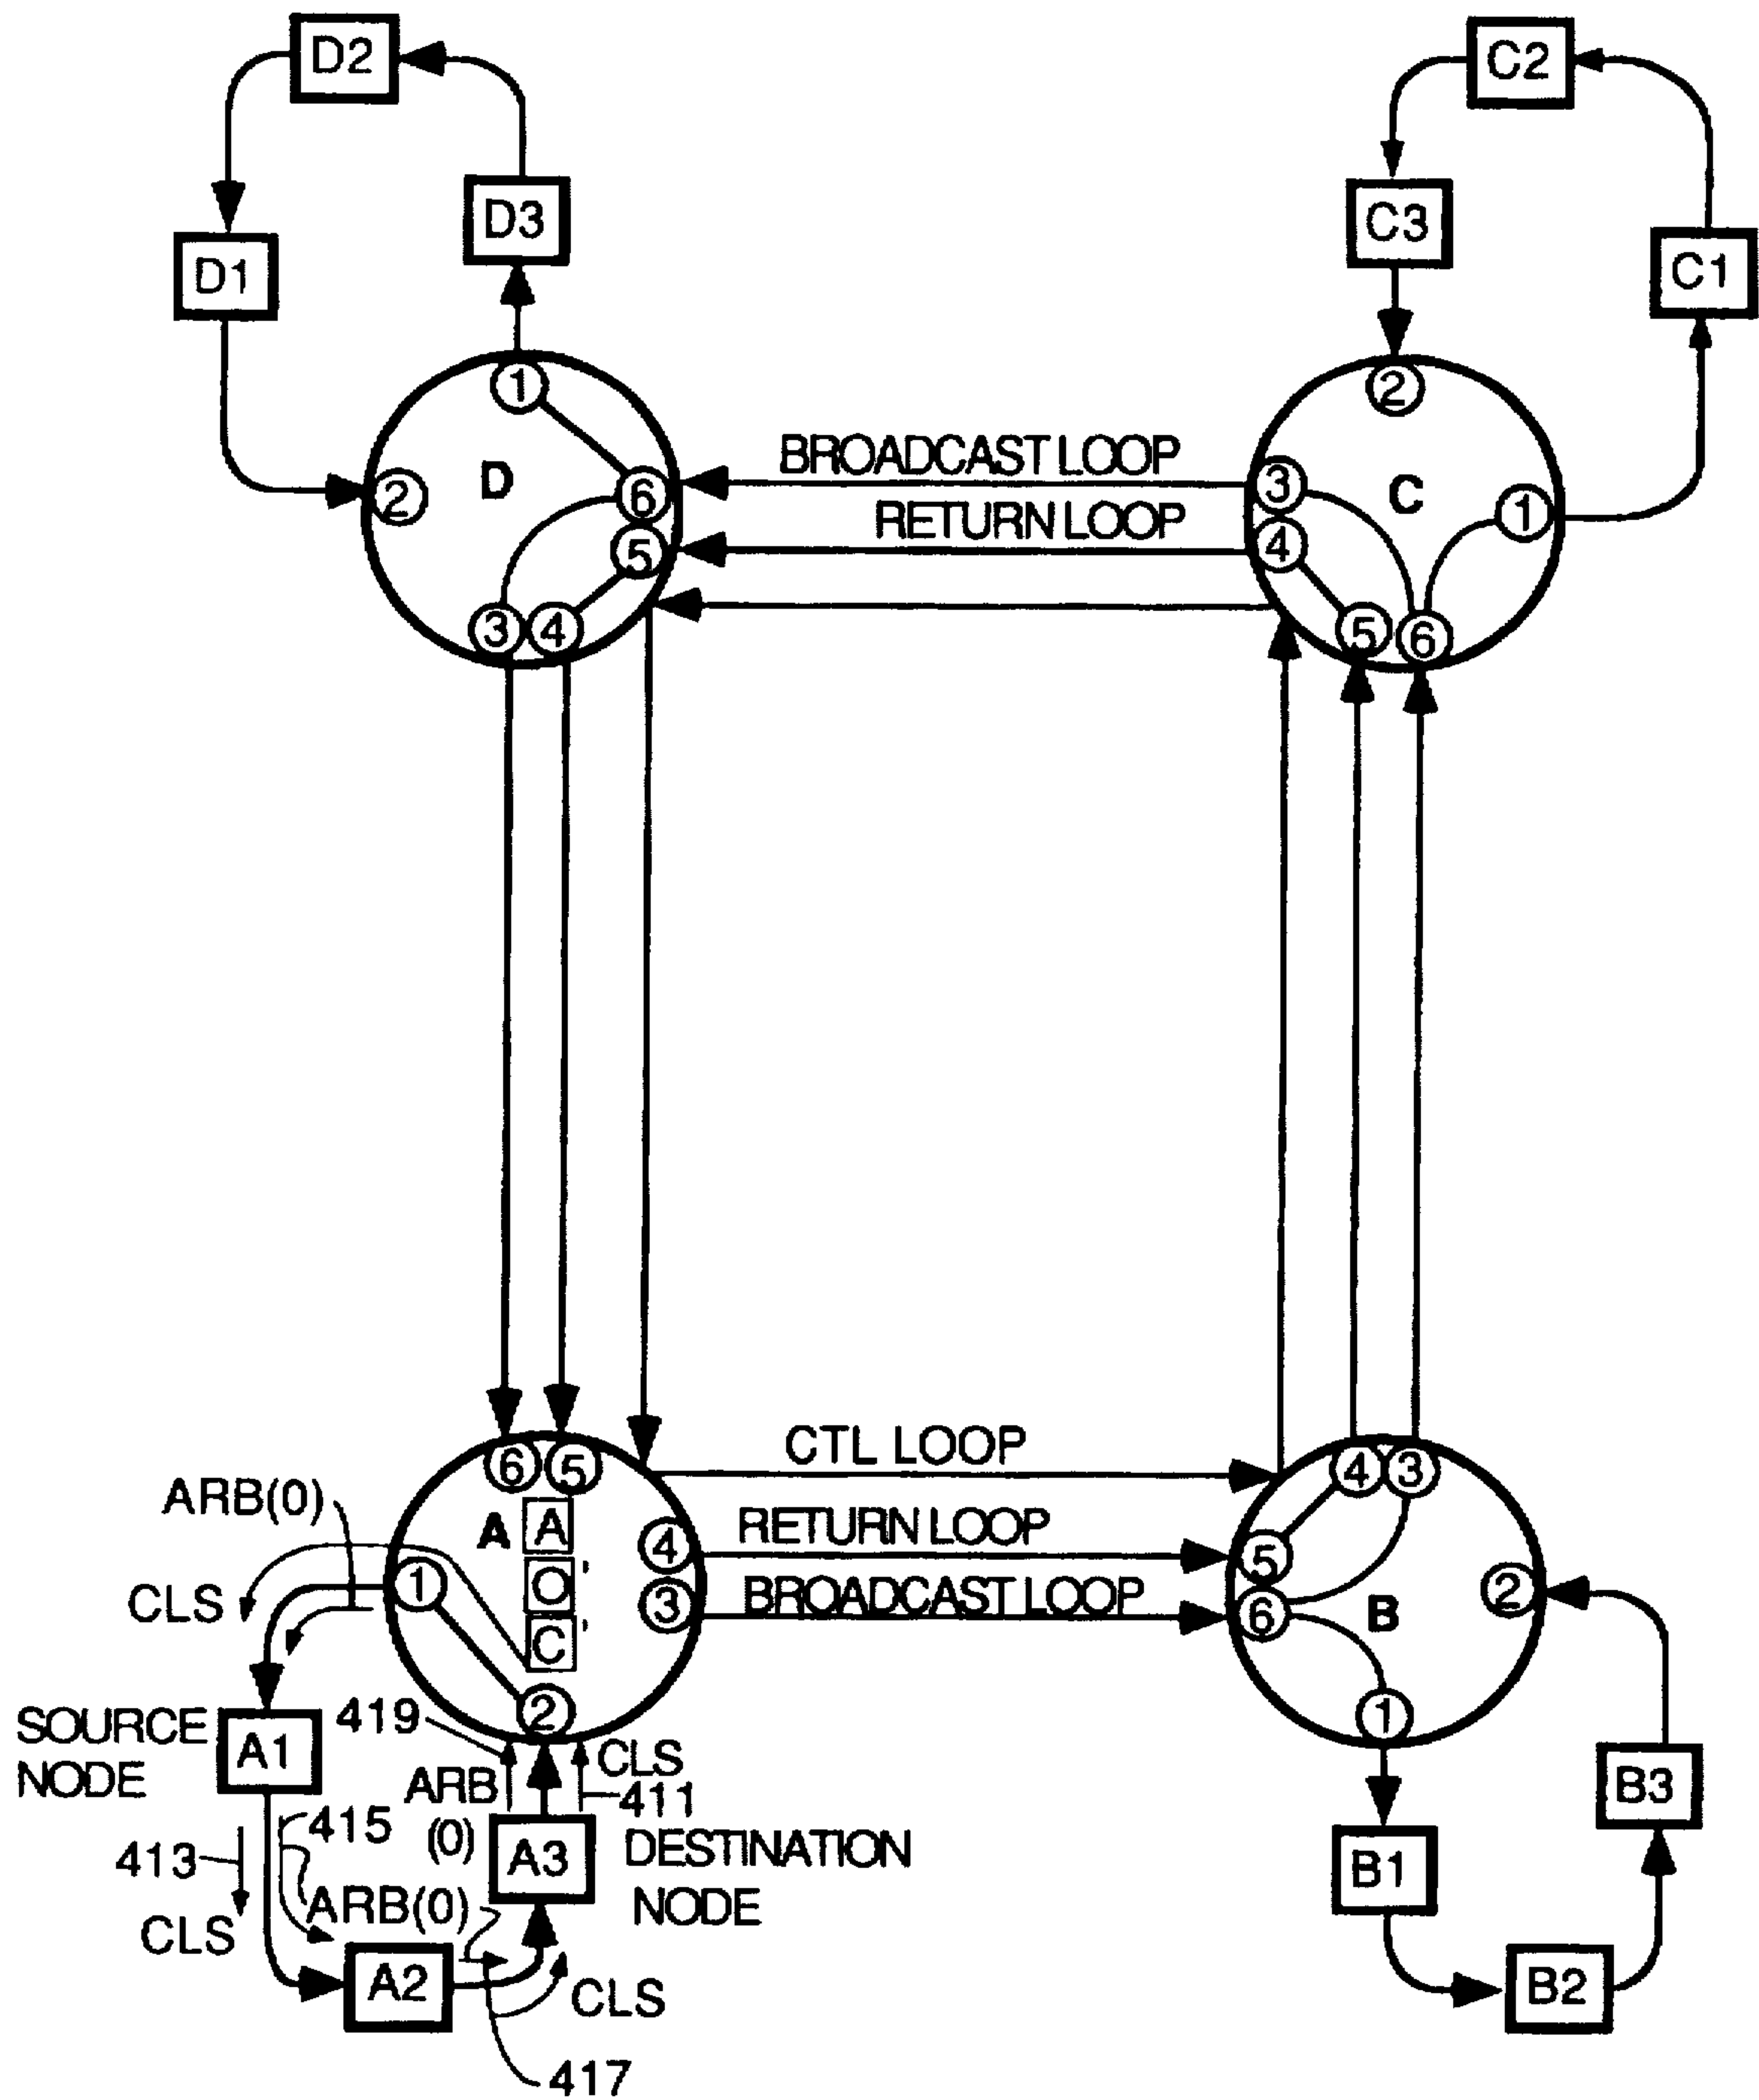 D2
C2
D3
C3
D1
C1
1
2
BROADCAST LOOP
D
6
3
C
2
RETURN LOOP
1
5
4
3
4
5
6
CTL LOOP
6
5
4
3
ARB(0)
A
A
RETURN LOOP
4
5
1
O'
CLS
BROADCAST LOOP
2
3
6
C'
B
2
1
SOURCE
NODE
419
CLS
A1
ARB
(0)
411
B3
415
DESTINATION
NODE
413
A3
B1
ARB(0)
CLS
A2
CLS
B2
417